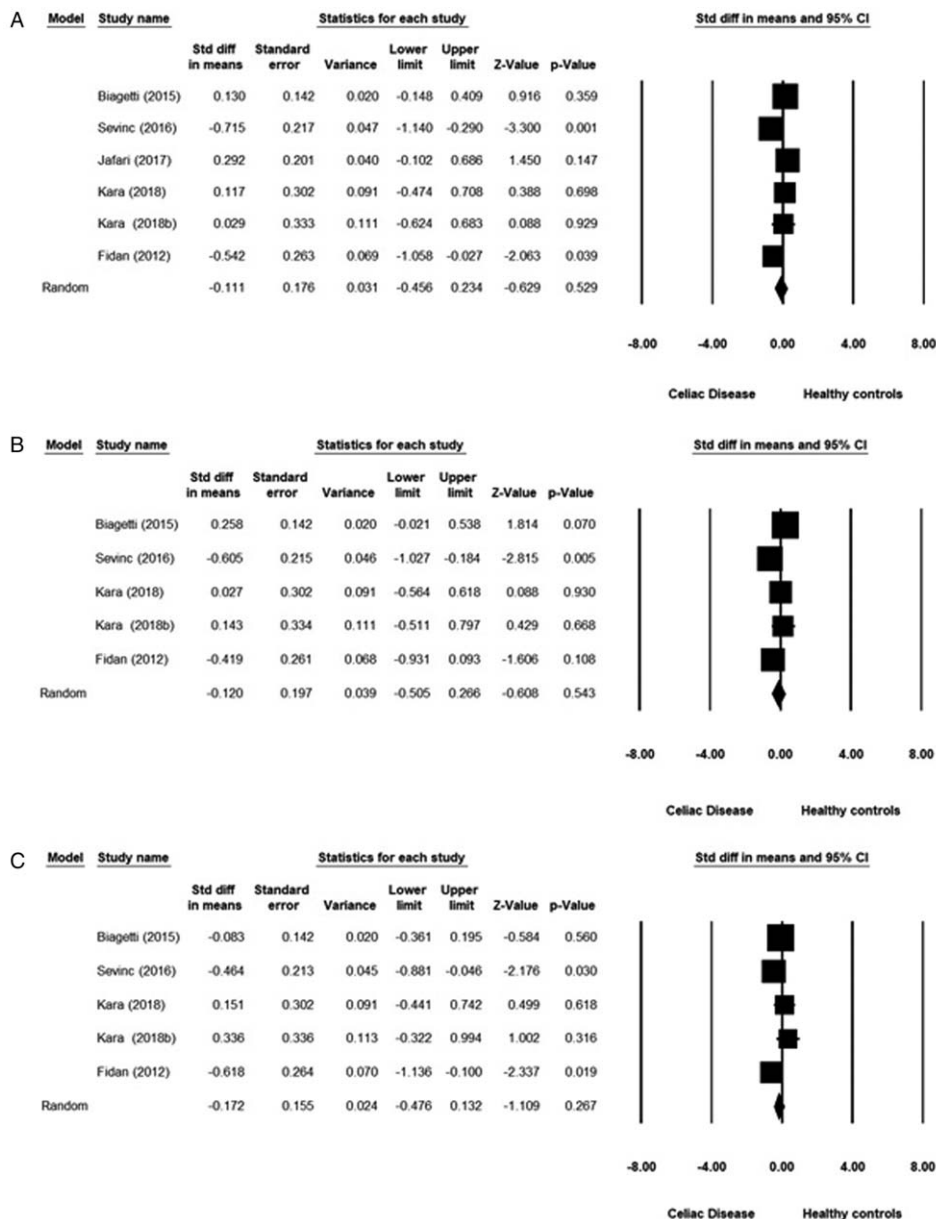 A Model Study name Statistics for each study Std diff in means and 95% CI
Std diff Standard Lower Upper
in means error Variance limit limit Z-Value p-Value
Biagetti (2015) 0.130 0.142 0.020 -0.148 0.409 0.916 0.359
Sevinc (2016) -0.715 0.217 0.047 -1.140 -0.290 -3.300 0.001
Jafari (2017) 0.292 0.201 0.040 -0.102 0.686 1.450 0.147
Kara (2018) 0.117 0.302 0.091 -0.474 0.708 0.388 0.698
Kara (2018b) 0.029 0.333 0.111 -0.624 0.683 0.088 0.929
Fidan (2012) -0.542 0.263 0.069 -1.058 -0.027 -2.063 0.039
Random -0.111 0.176 0.031 -0.456 0.234 -0.629 0.529
-8.00 -4.00 0.00 4.00 8.00
Celiac Disease Healthy controls
B Model Study name Statistics for each study Std diff in means and 95% CI
Std diff Standard Lower Upper
in means error Variance limit limit Z-Value p-Value
Biagetti (2015) 0.258 0.142 0.020 -0.021 0.538 1.814 0.070
Sevinc (2016) -0.605 0.215 0.046 -1.027 -0.184 -2.815 0.005
Kara (2018) 0.027 0.302 0.091 -0.564 0.618 0.088 0.930
Kara (2018b) 0.143 0.334 0.111 -0.511 0.797 0.429 0.668
Fidan (2012) -0.419 0.261 0.068 -0.931 0.093 -1.606 0.108
Random -0.120 0.197 0.039 -0.505 0.266 -0.608 0.543
-8.00 -4.00 0.00 4.00 8.00
Celiac Disease Healthy controls
C Model Study name Statistics for each study Std diff in means and 95% CI
Std diff Standard Lower Upper
in means error Variance limit limit Z-Value p-Value
Biagetti (2015) -0.083 0.142 0.020 -0.361 0.195 -0.584 0.560
Sevinc (2016) -0.464 0.213 0.045 -0.881 -0.046 -2.176 0.030
Kara (2018) 0.151 0.302 0.091 -0.441 0.742 0.499 0.618
Kara (2018b) 0.336 0.336 0.113 -0.322 0.994 1.002 0.316
Fidan (2012) -0.618 0.264 0.070 -1.136 -0.100 -2.337 0.019
Random -0.172 0.155 0.024 -0.476 0.132 -1.109 0.267
-8.00 -4.00 0.00 4.00 8.00
Celiac Disease Healthy controls